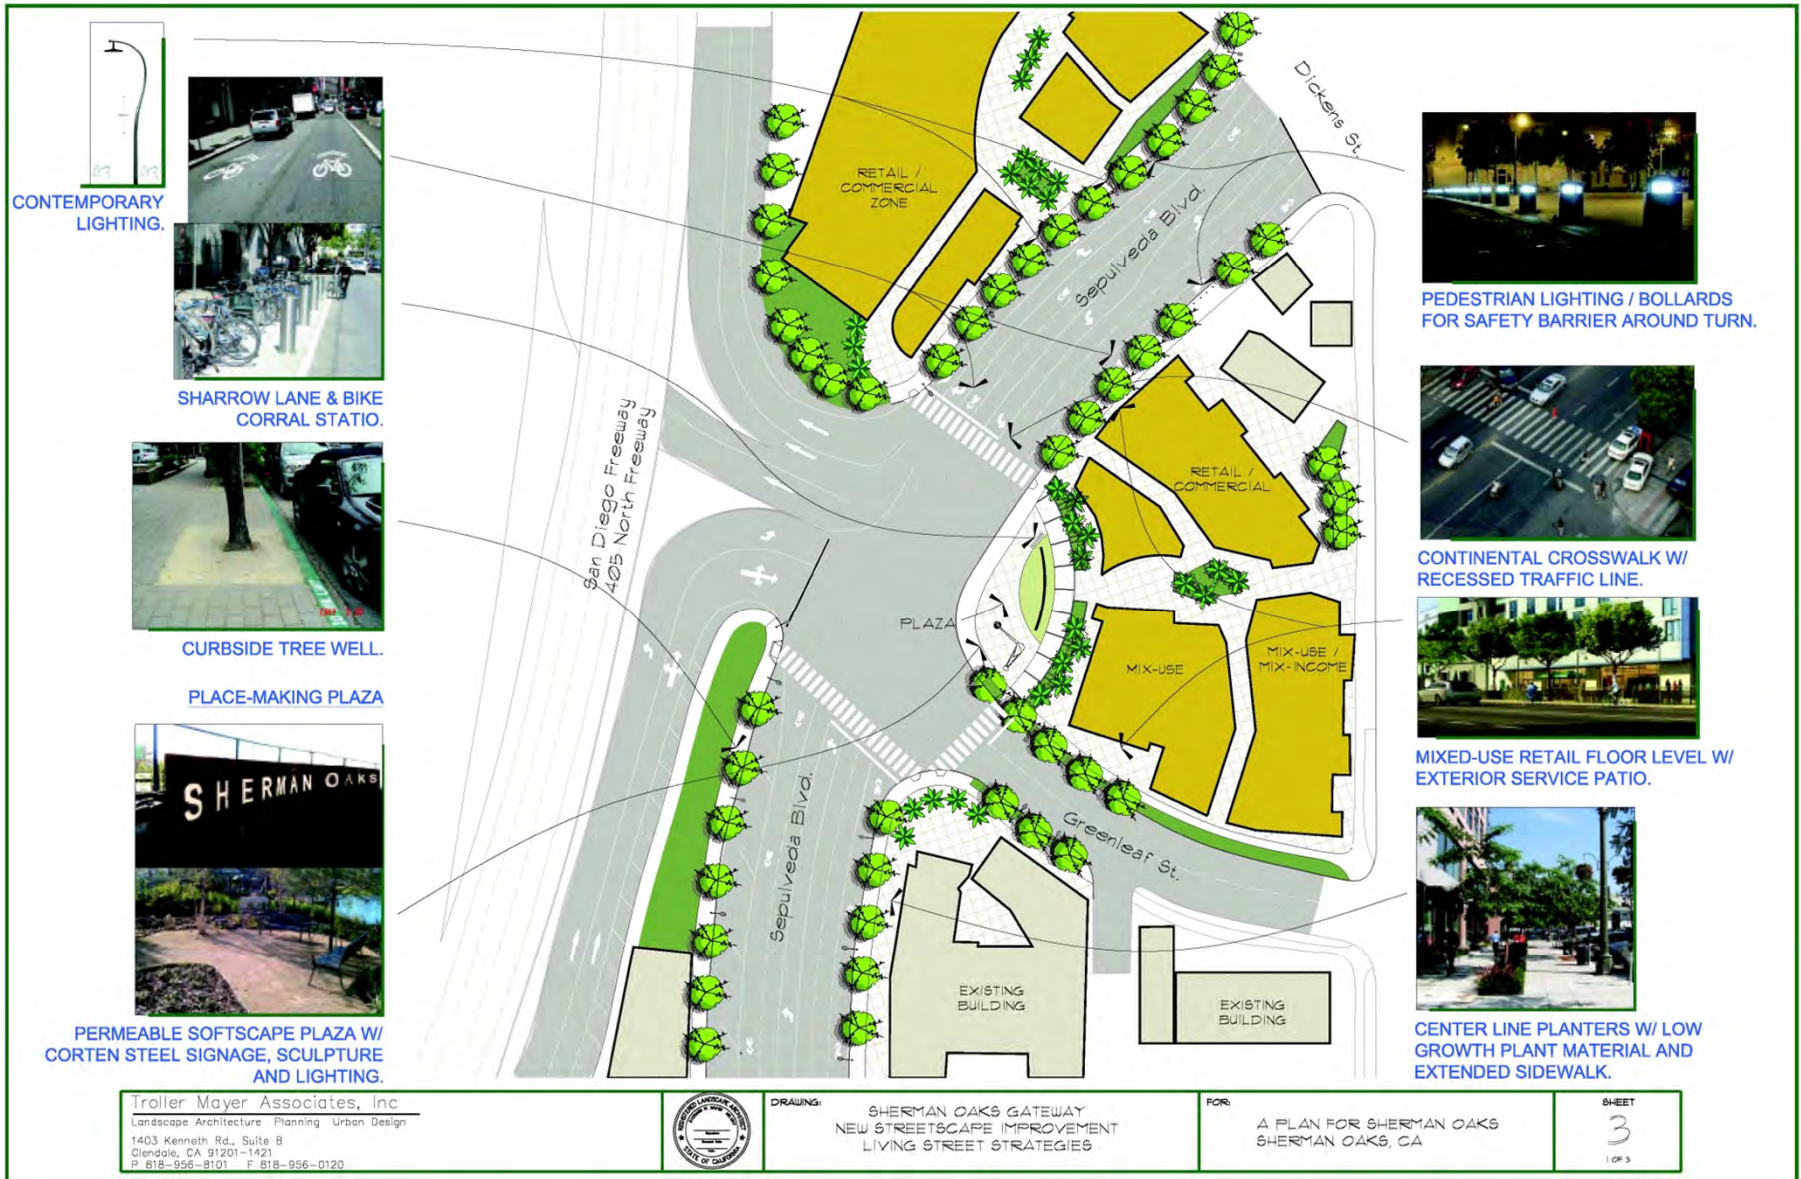 CONTEMPORARY
LIGHTING.
SHARROW LANE & BIKE
CORRAL STATIO.
CURBSIDE TREE WELL.
PLACE-MAKING PLAZA
SHERMAN OAKS
PERMEABLE SOFTSCAPE PLAZA W/
CORTEN STEEL SIGNAGE, SCULPTURE
AND LIGHTING.
RETAIL /
COMMERCIAL
ZONE
Dickens St.
Sepulveda Blvd.
San Diego Freeway
405 North Freeway
RETAIL /
COMMERCIAL
PLAZA
MIX-USE
MIX-USE /
MIX-INCOME
Sepulveda Blvd.
Greenleaf St.
EXISTING
BUILDING
EXISTING
BUILDING
PEDESTRIAN LIGHTING / BOLLARDS
FOR SAFETY BARRIER AROUND TURN.
CONTINENTAL CROSSWALK W/
RECESSED TRAFFIC LINE.
MIXED-USE RETAIL FLOOR LEVEL W/
EXTERIOR SERVICE PATIO.
CENTER LINE PLANTERS W/ LOW
GROWTH PLANT MATERIAL AND
EXTENDED SIDEWALK.
Troller Mayer Associates, Inc
Landscape Architecture Planning Urban Design
1403 Kenneth Rd., Suite B
Glendale, CA 91201-1421
P 818-956-8101 F 818-956-0120
REGISTERED LANDSCAPE ARCHITECT
STATE OF CALIFORNIA
DRAWING:
SHERMAN OAKS GATEWAY
NEW STREETSCAPE IMPROVEMENT
LIVING STREET STRATEGIES
FOR:
A PLAN FOR SHERMAN OAKS
SHERMAN OAKS, CA
SHEET
3
1 OF 3